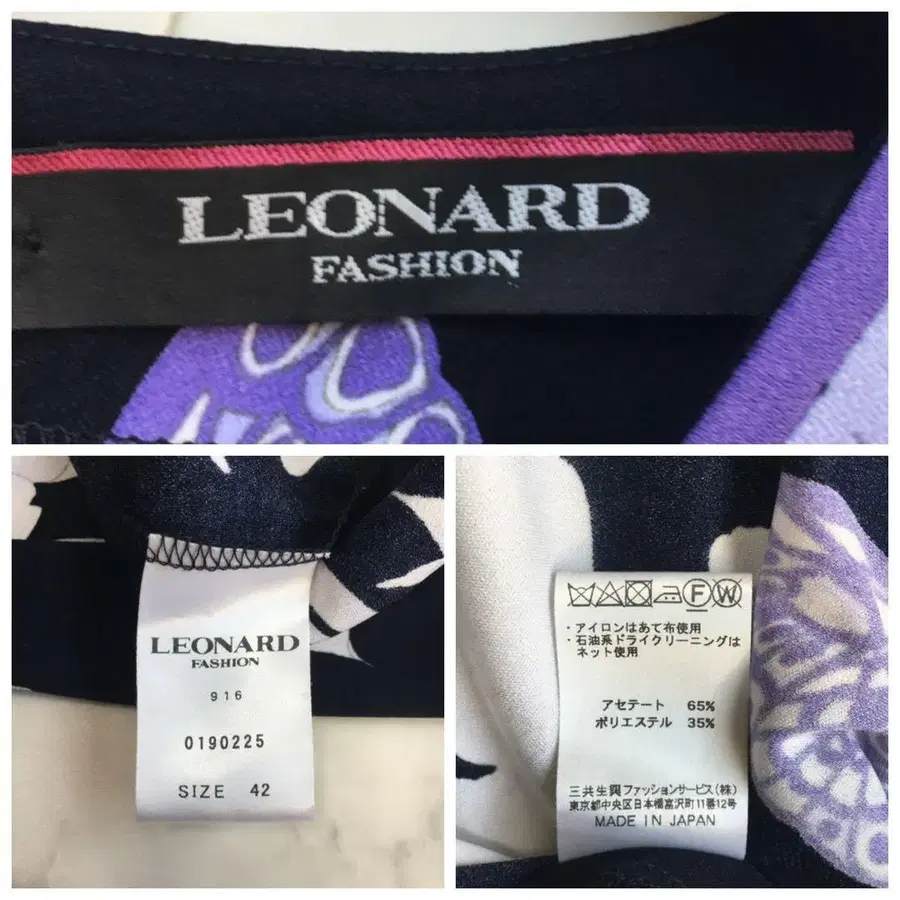 LEONARD
FASHION
LEONARD
FASHION
916
0190225
SIZE 42
F W
・アイロンはあて布使用
・石油系ドライクリーニングは
ネット使用
アセテート 65%
ポリエステル 35%
三共生興ファッションサービス(株)
東京都中央区日本橋富沢町11番12号
MADE IN JAPAN